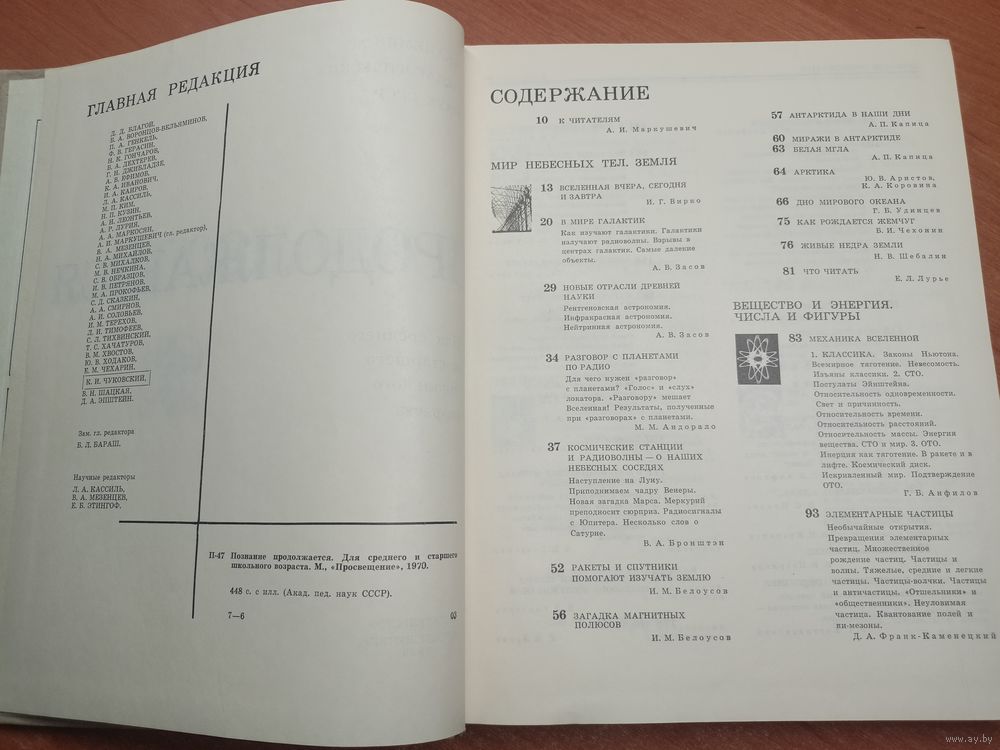 ГЛАВНАЯ РЕДАКЦИЯ
Д. Д. БЛАГОЙ,
Б. А. ВОРОНЦОВ-ВЕЛЬЯМИНОВ,
П. А. ГЕНКЕЛЬ,
Ф. В. ГЕРАСИН,
Н. К. ГОНЧАРОВ,
Б. А. ДЕХТЕРЕВ,
Г. Н. ДЖИБЛАДЗЕ,
А. В. ЕФИМОВ,
К. А. ИВАНОВИЧ,
И. А. КАИРОВ,
Л. А. КАССИЛЬ,
М. П. КИМ,
Н. П. КУЗИН,
А. Н. ЛЕОНТЬЕВ,
А. Р. ЛУРИЯ,
А. А. МАРКОСЯН,
А. И. МАРКУШЕВИЧ (гл. редактор),
В. А. МЕЗЕНЦЕВ,
Н. А. МИХАЙЛОВ,
С. В. МИХАЛКОВ,
М. В. НЕЧКИНА,
С. В. ОБРАЗЦОВ,
И. В. ПЕТРЯНОВ,
М. А. ПРОКОФЬЕВ,
С. Д. СКАЗКИН,
А. А. СМИРНОВ,
А. И. СОЛОВЬЕВ,
И. М. ТЕРЕХОВ,
Л. И. ТИМОФЕЕВ,
С. Л. ТИХВИНСКИЙ,
Т. С. ХАЧАТУРОВ,
В. М. ХВОСТОВ,
Ю. В. ХОДАКОВ,
Е. М. ЧЕХАРИН,
К. И. ЧУКОВСКИЙ,
В. Н. ШАЦКАЯ,
Д. А. ЭПШТЕЙН.
Зам. гл. редактора
Б. Л. БАРАШ.
Научные редакторы
Л. А. КАССИЛЬ,
В. А. МЕЗЕНЦЕВ,
Е. Б. ЭТИНГОФ,
П-47 Познание продолжается. Для среднего и старшего
школьного возраста. М., «Просвещение», 1970.
448 с. с илл. (Акад. пед. наук СССР).
7—6
СОДЕРЖАНИЕ
10 К ЧИТАТЕЛЯМ
А. И. Маркушевич
МИР НЕБЕСНЫХ ТЕЛ. ЗЕМЛЯ
13 ВСЕЛЕННАЯ ВЧЕРА, СЕГОДНЯ
И ЗАВТРА
И. Г. Вирко
20 В МИРЕ ГАЛАКТИК
Как изучают галактики. Галактики
излучают радиоволны. Взрывы в
центрах галактик. Самые далекие
объекты.
А. В. Засов
29 НОВЫЕ ОТРАСЛИ ДРЕВНЕЙ
НАУКИ
Рентгеновская астрономия.
Инфракрасная астрономия.
Нейтринная астрономия.
А. В. Засов
34 РАЗГОВОР С ПЛАНЕТАМИ
ПО РАДИО
Для чего нужен «разговор»
с планетами? «Голос» и «слух»
локатора. «Разговору» мешает
Вселенная! Результаты, полученные
при «разговорах» с планетами.
М. М. Андорало
37 КОСМИЧЕСКИЕ СТАНЦИИ
И РАДИОВОЛНЫ — О НАШИХ
НЕБЕСНЫХ СОСЕДЯХ
Наступление на Луну.
Приподнимаем чадру Венеры.
Новая загадка Марса. Меркурий
преподносит сюрприз. Радиосигналы
с Юпитера. Несколько слов о
Сатурне.
В. А. Бронштэн
52 РАКЕТЫ И СПУТНИКИ
ПОМОГАЮТ ИЗУЧАТЬ ЗЕМЛЮ
И. М. Белоусов
56 ЗАГАДКА МАГНИТНЫХ
ПОЛЮСОВ
И. М. Белоусов
57 АНТАРКТИДА В НАШИ ДНИ
А. П. Капица
60 МИРАЖИ В АНТАРКТИДЕ
63 БЕЛАЯ МГЛА
А. П. Капица
64 АРКТИКА
Ю. В. Аристов,
К. А. Коровина
66 ДНО МИРОВОГО ОКЕАНА
Г. Б. Удинцев
75 КАК РОЖДАЕТСЯ ЖЕМЧУГ
Б. И. Чехонин
76 ЖИВЫЕ НЕДРА ЗЕМЛИ
Н. В. Шебалин
81 ЧТО ЧИТАТЬ
Е. Л. Лурье
ВЕЩЕСТВО И ЭНЕРГИЯ.
ЧИСЛА И ФИГУРЫ
83 МЕХАНИКА ВСЕЛЕННОЙ
1. КЛАССИКА. Законы Ньютона.
Всемирное тяготение. Невесомость.
Изъяны классики. 2. СТО.
Постулаты Эйнштейна.
Относительность одновременности.
Свет и причинность.
Относительность времени.
Относительность расстояний.
Относительность массы. Энергия
вещества. СТО и мир. 3. ОТО.
Инерция как тяготение. В ракете и в
лифте. Космический диск.
Искривленный мир. Подтверждение
ОТО.
Г. Б. Анфилов
93 ЭЛЕМЕНТАРНЫЕ ЧАСТИЦЫ
Необычайные открытия.
Превращения элементарных
частиц. Множественное
рождение частиц. Частицы и
волны. Тяжелые, средние и легкие
частицы. Частицы-волчки. Частицы
и античастицы. «Отшельники» и
«общественники». Неуловимая
частица. Квантование полей и
пи-мезоны.
Д. А. Франк-Каменецкий
www.ay.by